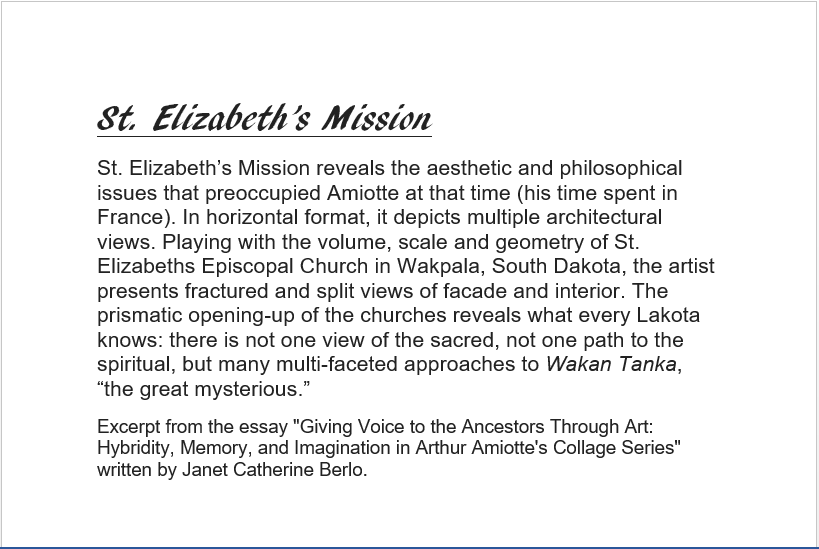 St. Elizabeth’s Mission
St. Elizabeth’s Mission reveals the aesthetic and philosophical
issues that preoccupied Amiotte at that time (his time spent in
France). In horizontal format, it depicts multiple architectural
views. Playing with the volume, scale and geometry of St.
Elizabeths Episcopal Church in Wakpala, South Dakota, the artist
presents fractured and split views of facade and interior. The
prismatic opening-up of the churches reveals what every Lakota
knows: there is not one view of the sacred, not one path to the
spiritual, but many multi-faceted approaches to Wakan Tanka,
“the great mysterious.”
Excerpt from the essay "Giving Voice to the Ancestors Through Art:
Hybridity, Memory, and Imagination in Arthur Amiotte's Collage Series"
written by Janet Catherine Berlo.